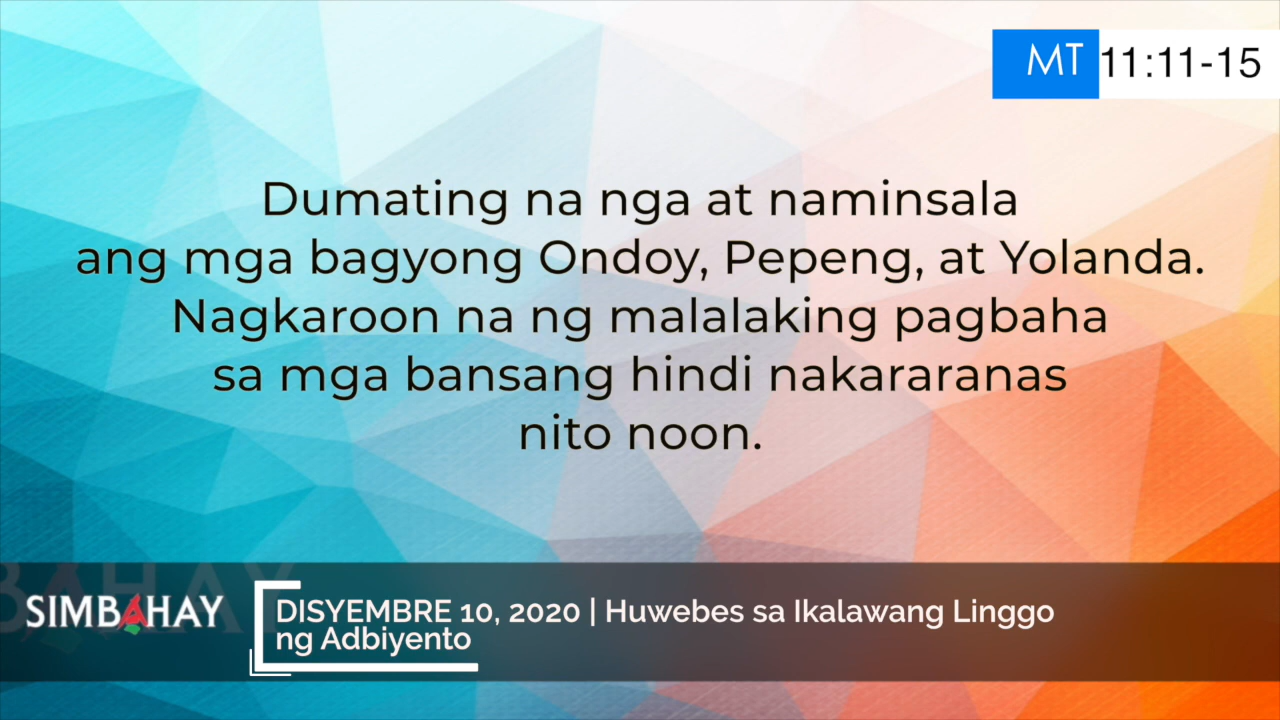 MT 11:11-15
Dumating na nga at naminsala
ang mga bagyong Ondoy, Pepeng, at Yolanda.
Nagkaroon na ng malalaking pagbaha
sa mga bansang hindi nakararanas
nito noon.
SIMBAHAY
DISYEMBRE 10, 2020 | Huwebes sa Ikalawang Linggo
ng Adbiyento